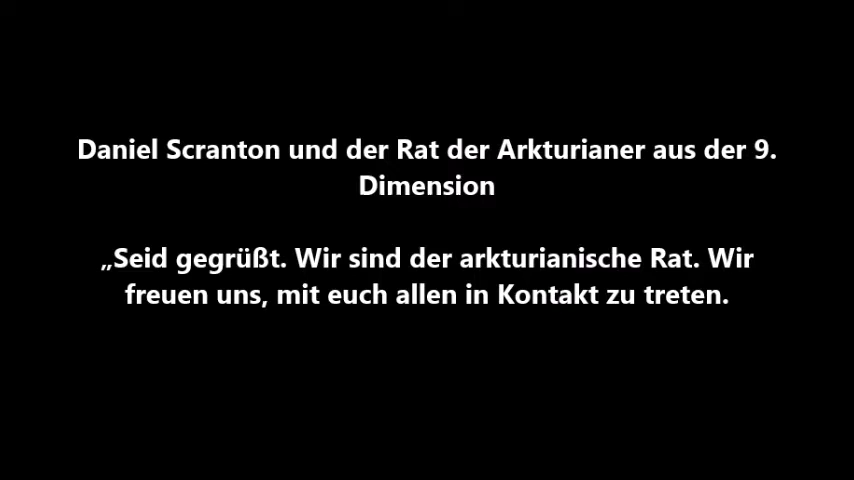 Daniel Scranton und der Rat der Arkturianer aus der 9.
Dimension
„Seid gegrüßt. Wir sind der arkturianische Rat. Wir
freuen uns, mit euch allen in Kontakt zu treten.